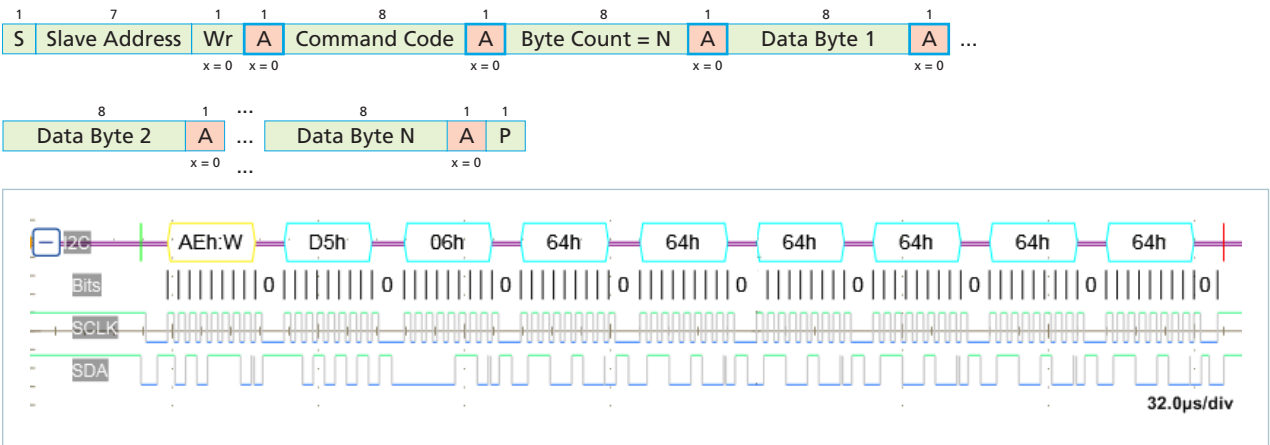 1 7 1 1 8 1 8 1 8 1
S Slave Address Wr A Command Code A Byte Count = N A Data Byte 1 A ...
x = 0 x = 0 x = 0 x = 0 x = 0
8 1 ... 8 1 1
Data Byte 2 A ... Data Byte N A P
x = 0 ... x = 0
I2C AEh:W D5h 06h 64h 64h 64h 64h 64h 64h
Bits 0 0 0 0 0 0 0 0 0
SCLK
SDA
32.0µs/div